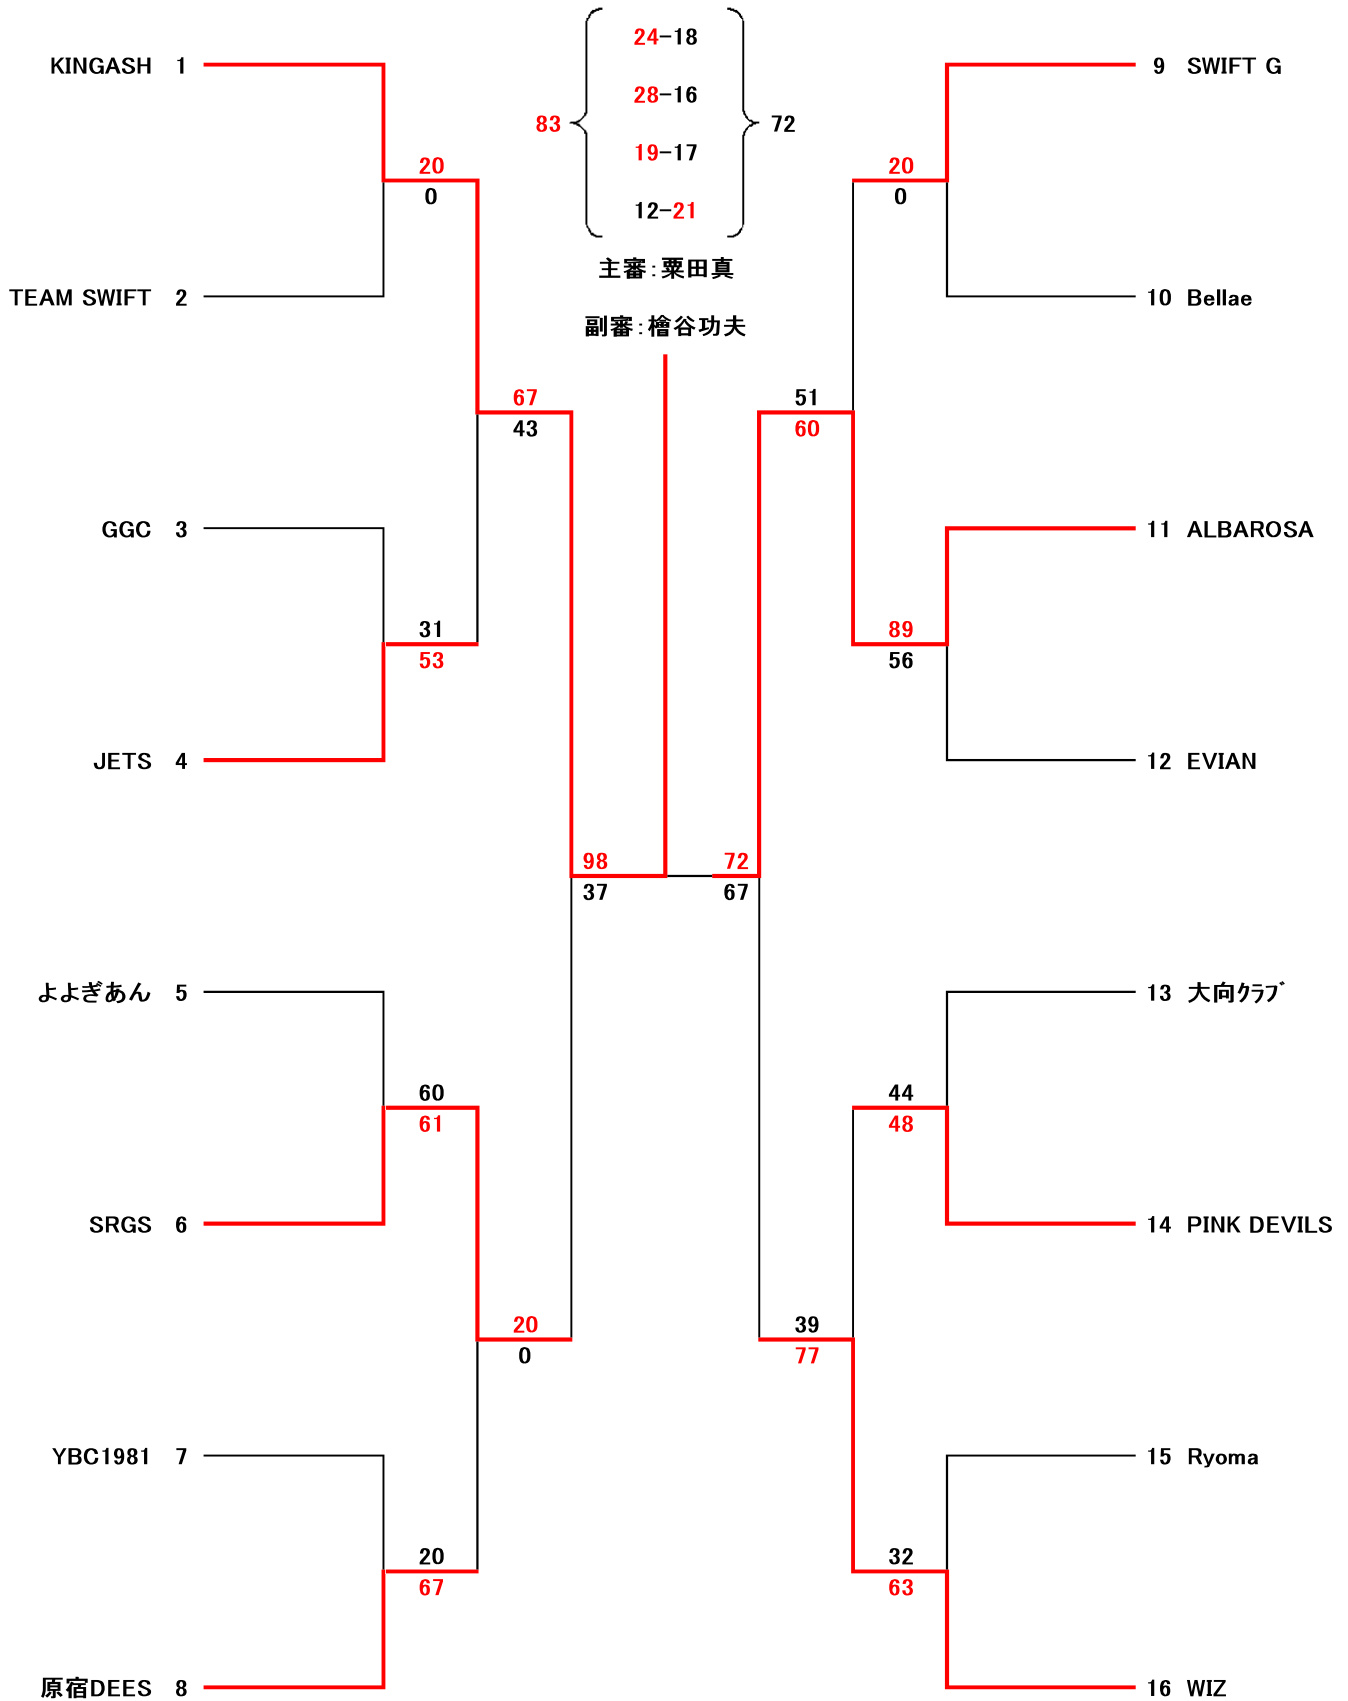 24-18
28-16
83
72
19-17
12-21
主審:粟田真
副審:檜谷功夫
KINGASH 1
20
0
TEAM SWIFT 2
67
43
GGC 3
31
53
JETS 4
98
37
よよぎあん 5
60
61
SRGS 6
20
0
YBC1981 7
20
67
原宿DEES 8
9 SWIFT G
20
0
10 Bellae
51
60
11 ALBAROSA
89
56
12 EVIAN
72
67
13 大向ｸﾗﾌﾞ
44
48
14 PINK DEVILS
39
77
15 Ryoma
32
63
16 WIZ